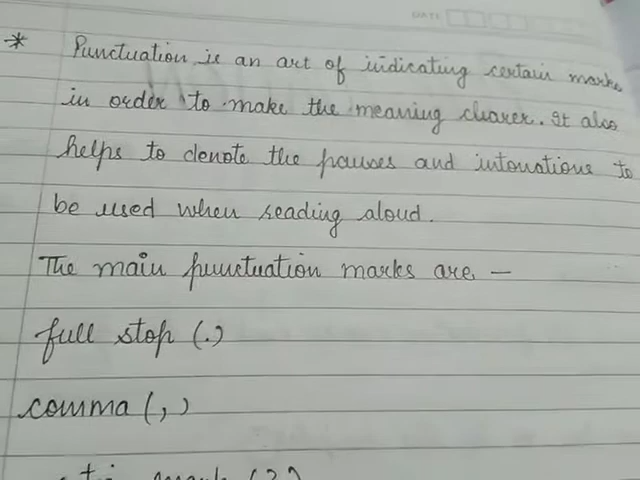 DATE
* Punctuation is an art of indicating certain marks
in order to make the meaning clearer. It also
helps to denote the pauses and intonations to
be used when reading aloud.
The main punctuation marks are —
full stop (.)
comma (,)
mark (?)